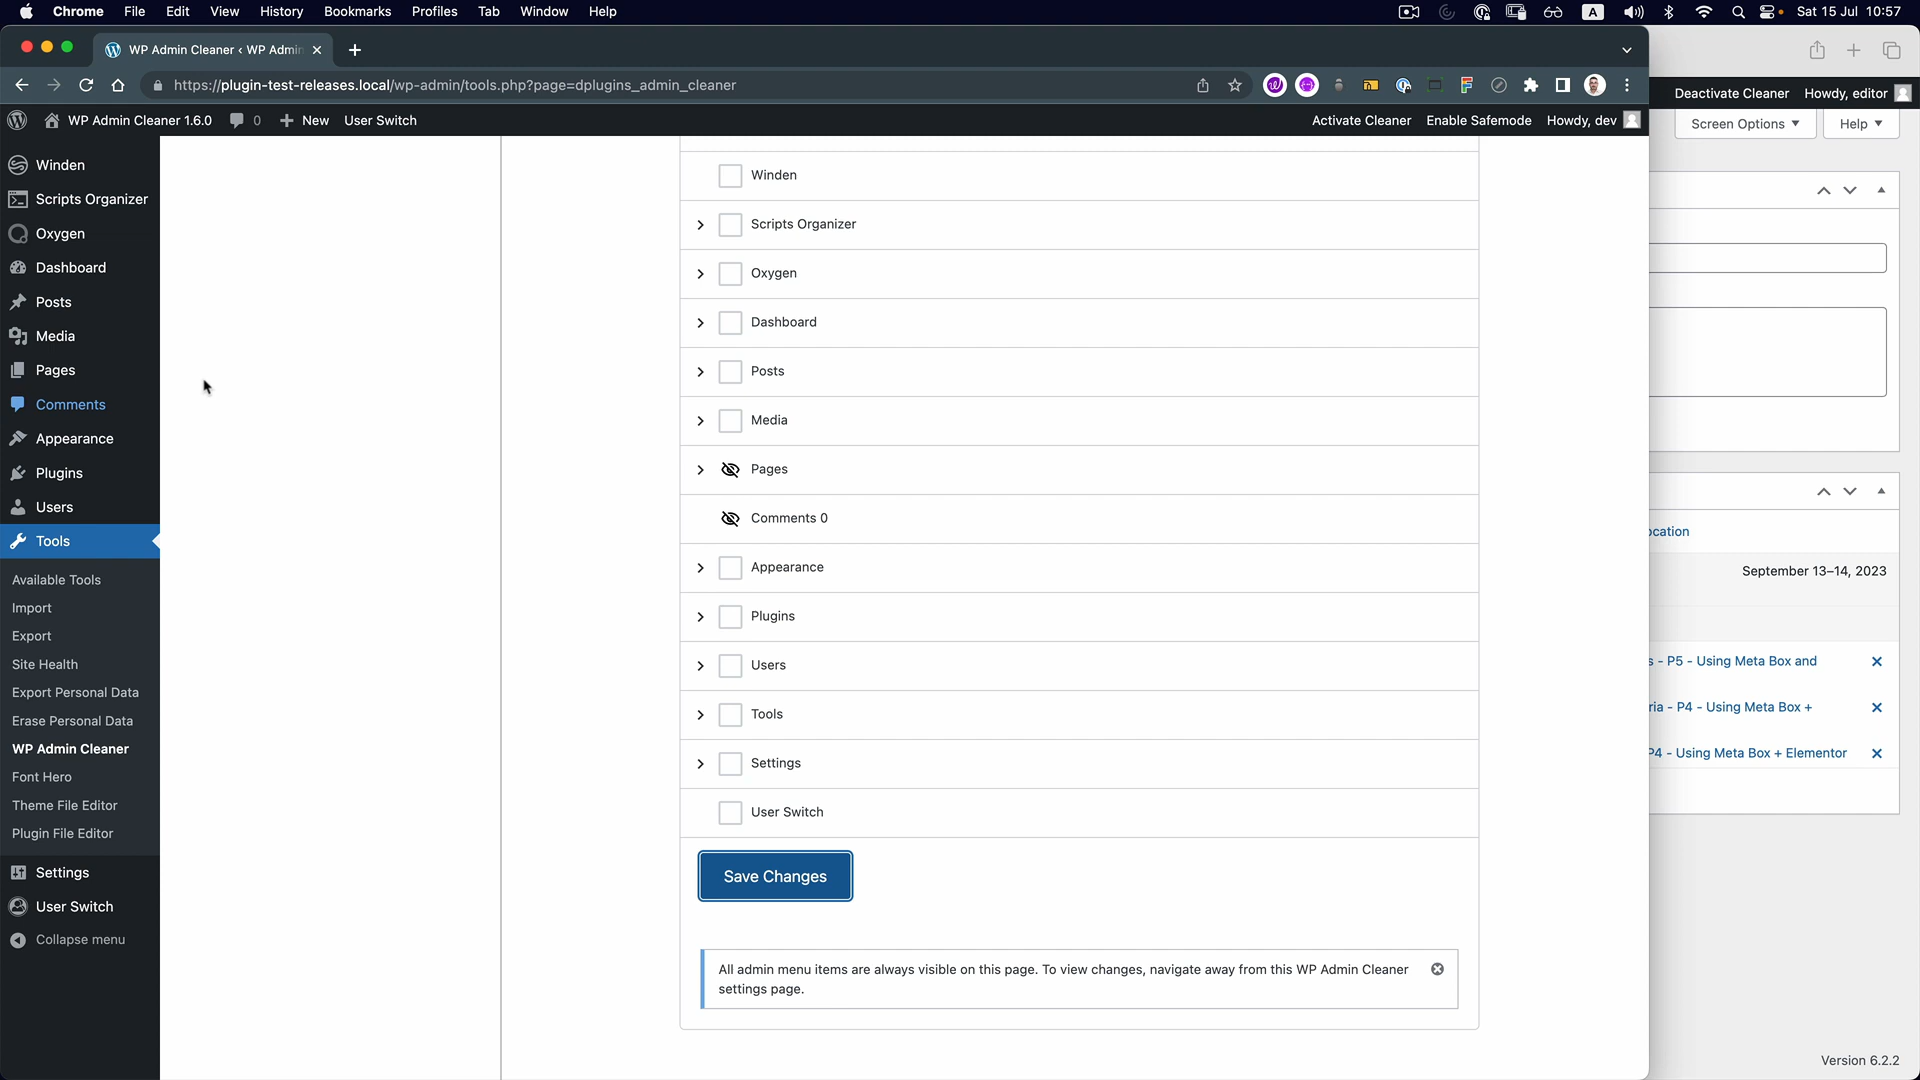 Chrome File Edit View History Bookmarks Profiles Tab Window Help
A
Sat 15 Jul 10:57
WP Admin Cleaner ‹ WP Admin
https://plugin-test-releases.local/wp-admin/tools.php?page=dplugins_admin_cleaner
Deactivate Cleaner Howdy, editor
WP Admin Cleaner 1.6.0 0 New User Switch
Activate Cleaner Enable Safemode Howdy, dev
Screen Options Help
Winden
Scripts Organizer
Oxygen
Dashboard
Posts
Media
Pages
Comments
Appearance
Plugins
Users
Tools
Available Tools
Import
Export
Site Health
Export Personal Data
Erase Personal Data
WP Admin Cleaner
Font Hero
Theme File Editor
Plugin File Editor
Settings
User Switch
Collapse menu
Winden
Scripts Organizer
Oxygen
Dashboard
Posts
Media
Pages
Comments 0
Appearance
Plugins
Users
Tools
Settings
User Switch
Save Changes
All admin menu items are always visible on this page. To view changes, navigate away from this WP Admin Cleaner
settings page.
ocation
September 13–14, 2023
s - P5 - Using Meta Box and
ria - P4 - Using Meta Box +
P4 - Using Meta Box + Elementor
Version 6.2.2